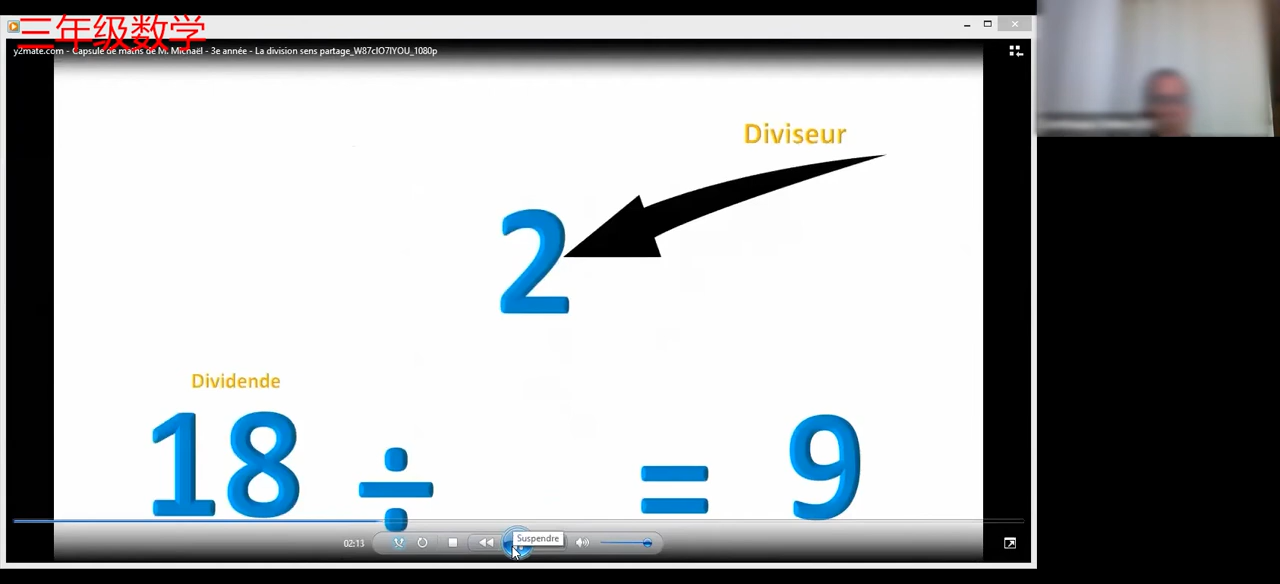 三年级数学
y2mate.com - Capsule de maths de M. Michaël - 3e année - La division sens partage_W87cIO7IYOU_1080p
Diviseur
2
Dividende
18 ÷ = 9
02:13
Suspendre